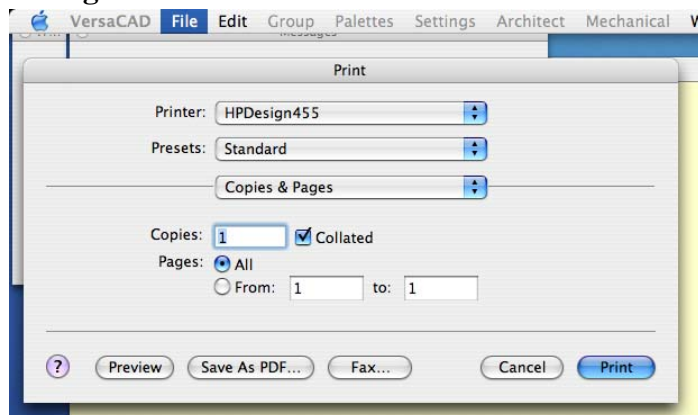 VersaCAD File Edit Group Palettes Settings Architect Mechanical
Messages
Print
Printer: HPDesign455
Presets: Standard
Copies & Pages
Copies: 1 Collated
Pages: All
From: 1 to: 1
? Preview Save As PDF... Fax... Cancel Print